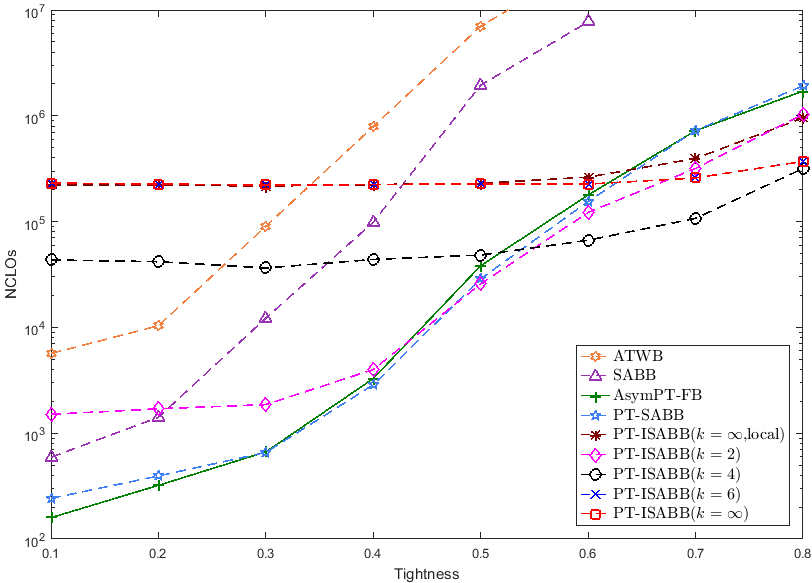 10^7
10^6
10^5
10^4
10^3
10^2
NCLOs
0.1 0.2 0.3 0.4 0.5 0.6 0.7 0.8
Tightness
ATWB
SABB
AsymPT-FB
PT-SABB
PT-ISABB(k = ∞,local)
PT-ISABB(k = 2)
PT-ISABB(k = 4)
PT-ISABB(k = 6)
PT-ISABB(k = ∞)